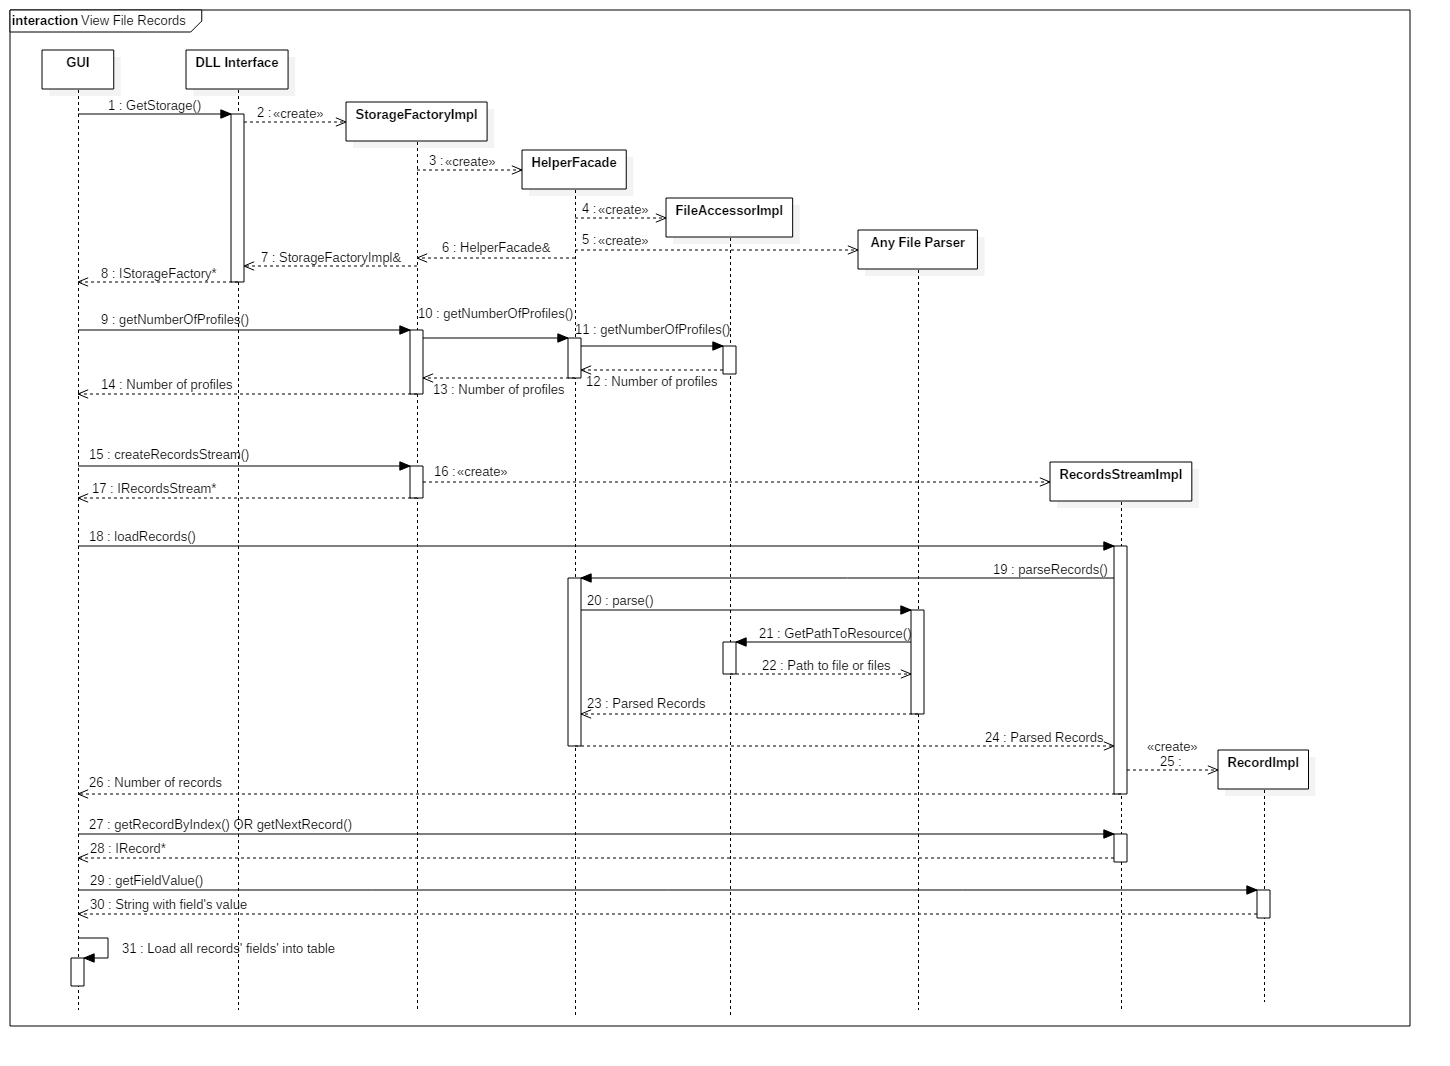 interaction View File Records
GUI
DLL Interface
1 : GetStorage()
2 : «create»
StorageFactoryImpl
3 : «create»
HelperFacade
4 : «create»
FileAccessorImpl
5 : «create»
Any File Parser
6 : HelperFacade&
7 : StorageFactoryImpl&
8 : IStorageFactory*
9 : getNumberOfProfiles()
10 : getNumberOfProfiles()
11 : getNumberOfProfiles()
12 : Number of profiles
13 : Number of profiles
14 : Number of profiles
15 : createRecordsStream()
16 : «create»
RecordsStreamImpl
17 : IRecordsStream*
18 : loadRecords()
19 : parseRecords()
20 : parse()
21 : GetPathToResource()
22 : Path to file or files
23 : Parsed Records
24 : Parsed Records
«create»
25 :
RecordImpl
26 : Number of records
27 : getRecordByIndex() OR getNextRecord()
28 : IRecord*
29 : getFieldValue()
30 : String with field's value
31 : Load all records' fields' into table